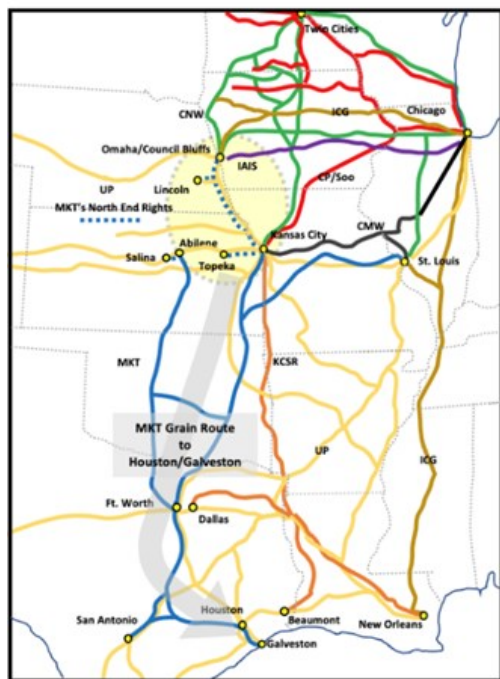 Twin Cities
ICG
Chicago
CNW
Omaha/Council Bluffs
IAIS
UP
Lincoln
CP/Soo
MKT's North End Rights
CMW
Kansas City
Abilene
Salina
Topeka
St. Louis
MKT
KCSR
MKT Grain Route
to
Houston/Galveston
UP
ICG
Ft. Worth
Dallas
San Antonio
Houston
Beaumont
New Orleans
Galveston